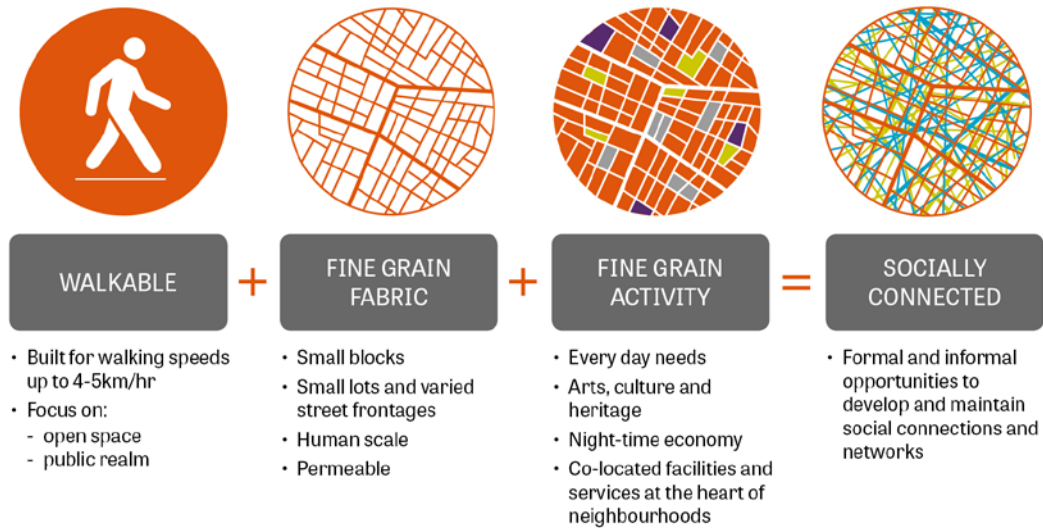 WALKABLE
+
FINE GRAIN
FABRIC
+
FINE GRAIN
ACTIVITY
=
SOCIALLY
CONNECTED
• Built for walking speeds
up to 4-5km/hr
• Focus on:
- open space
- public realm
• Small blocks
• Small lots and varied
street frontages
• Human scale
• Permeable
• Every day needs
• Arts, culture and
heritage
• Night-time economy
• Co-located facilities and
services at the heart of
neighbourhoods
• Formal and informal
opportunities to
develop and maintain
social connections and
networks